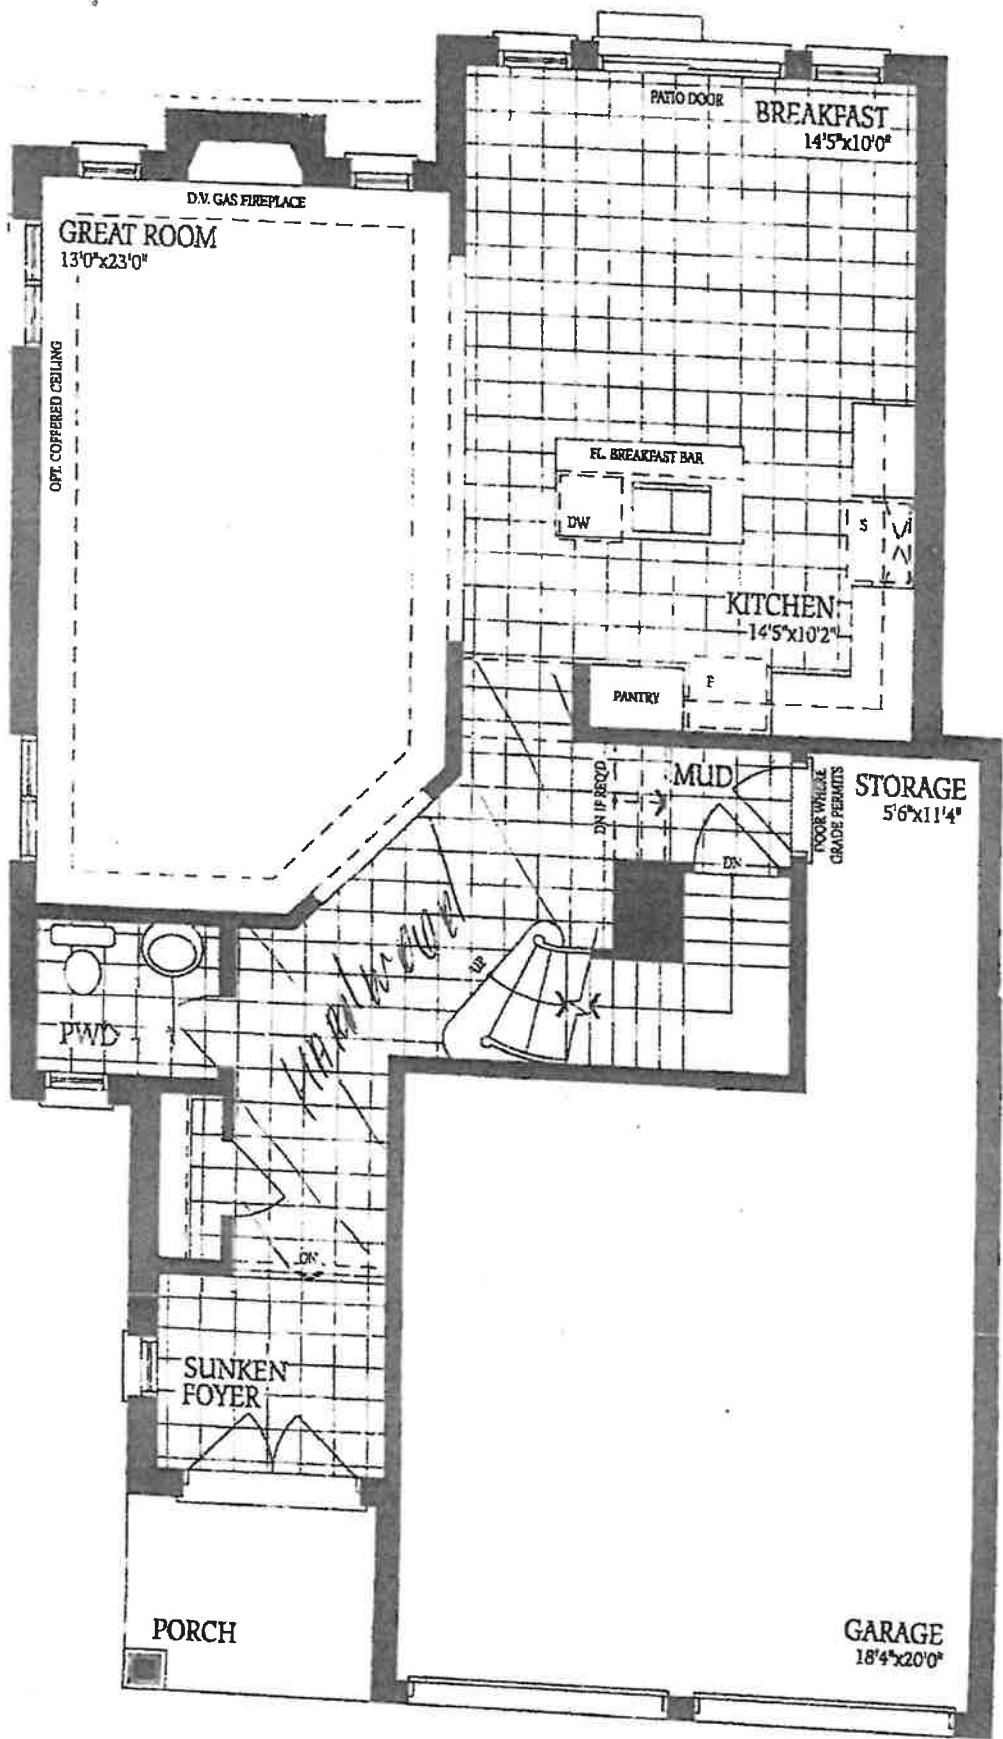 PATIO DOOR
BREAKFAST
14'5"x10'0"
D.V. GAS FIREPLACE
GREAT ROOM
13'0"x23'0"
OPT. COFFERED CEILING
FL. BREAKFAST BAR
DW
S
KITCHEN
14'5"x10'2"
PANTRY
F
DN IF REQ'D
MUD
DOOR WHERE
GRADE PERMITS
STORAGE
5'6"x11'4"
DN
UP
HARDWOOD
PWD
DN
SUNKEN
FOYER
PORCH
GARAGE
18'4"x20'0"